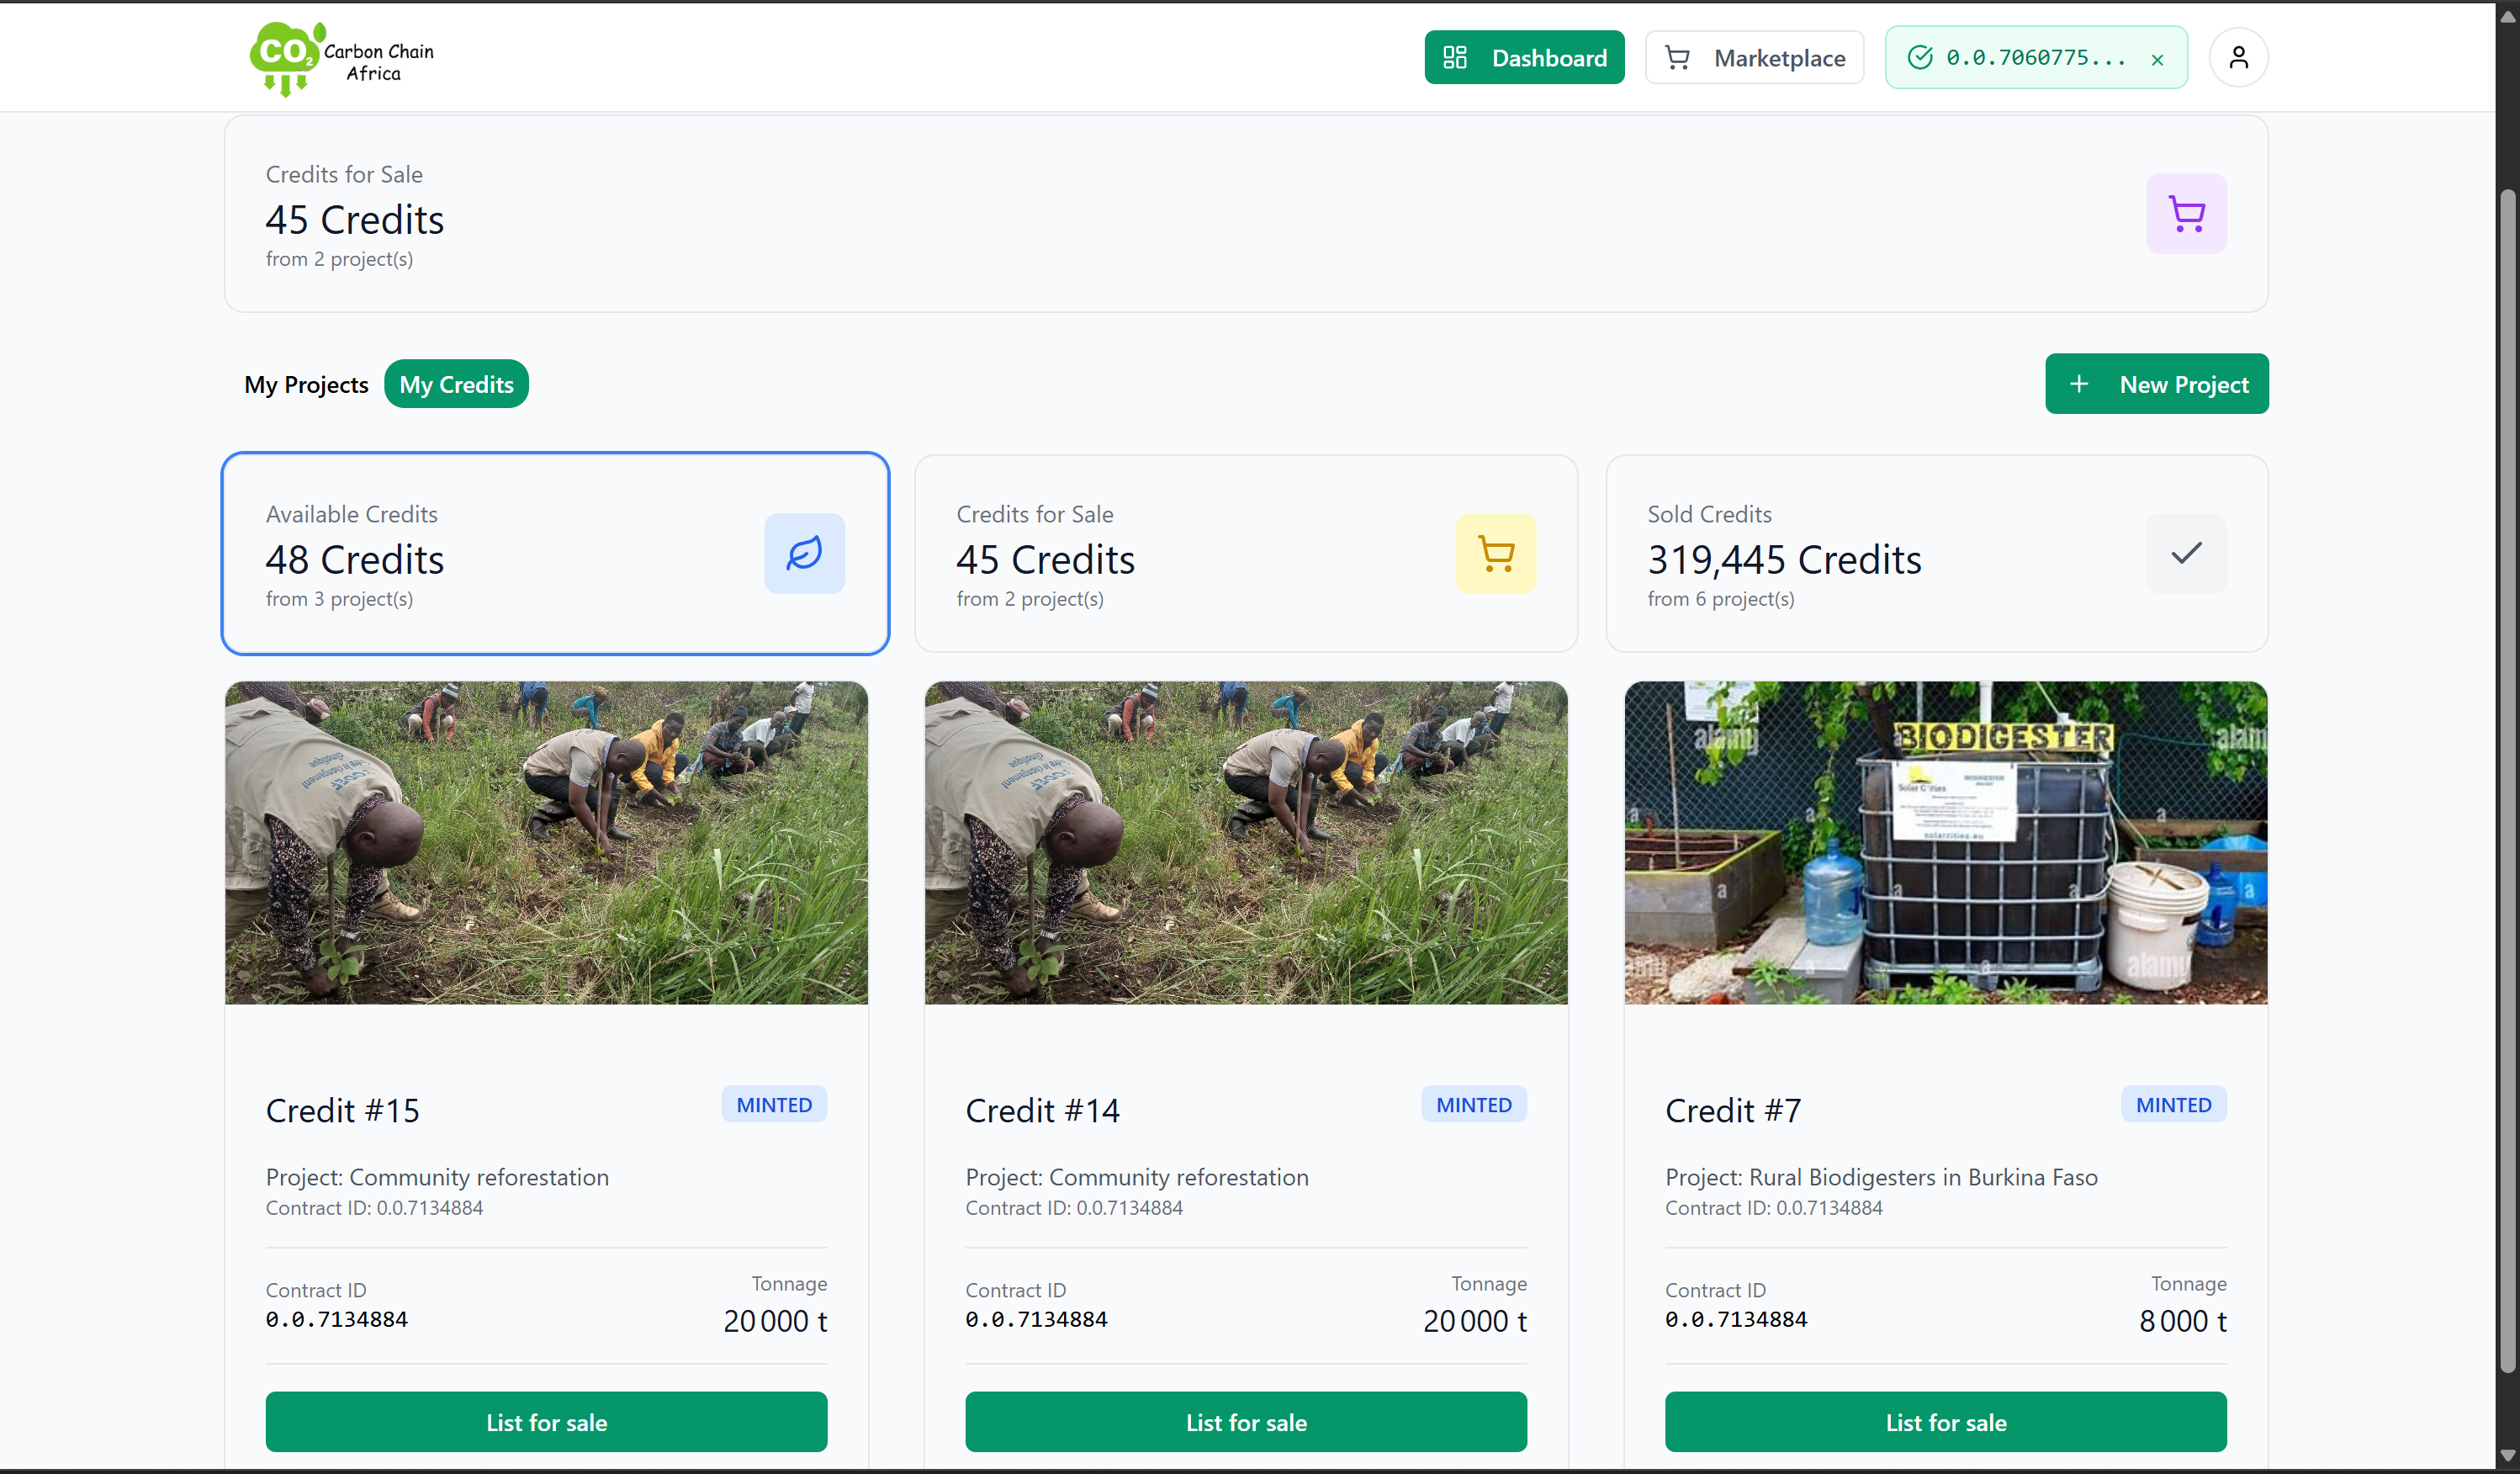 CO2
Carbon Chain
Africa
Dashboard
Marketplace
0.0.7060775...
×
Credits for Sale
45 Credits
from 2 project(s)
My Projects
My Credits
+ New Project
Available Credits
48 Credits
from 3 project(s)
Credits for Sale
45 Credits
from 2 project(s)
Sold Credits
319,445 Credits
from 6 project(s)
BIODIGESTER
alamy
alamy
a
a
a
a
a
a
a
alamy
Credit #15
MINTED
Project: Community reforestation
Contract ID: 0.0.7134884
Contract ID
0.0.7134884
Tonnage
20 000 t
List for sale
Credit #14
MINTED
Project: Community reforestation
Contract ID: 0.0.7134884
Contract ID
0.0.7134884
Tonnage
20 000 t
List for sale
Credit #7
MINTED
Project: Rural Biodigesters in Burkina Faso
Contract ID: 0.0.7134884
Contract ID
0.0.7134884
Tonnage
8 000 t
List for sale